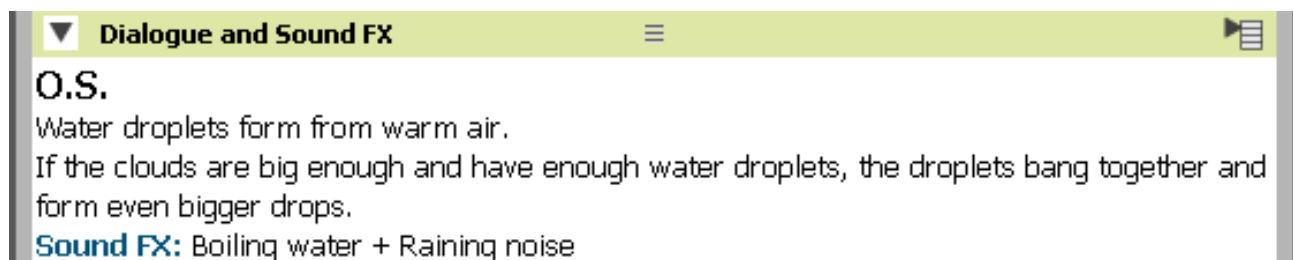 Dialogue and Sound FX
O.S.
Water droplets form from warm air.
If the clouds are big enough and have enough water droplets, the droplets bang together and
form even bigger drops.
Sound FX: Boiling water + Raining noise